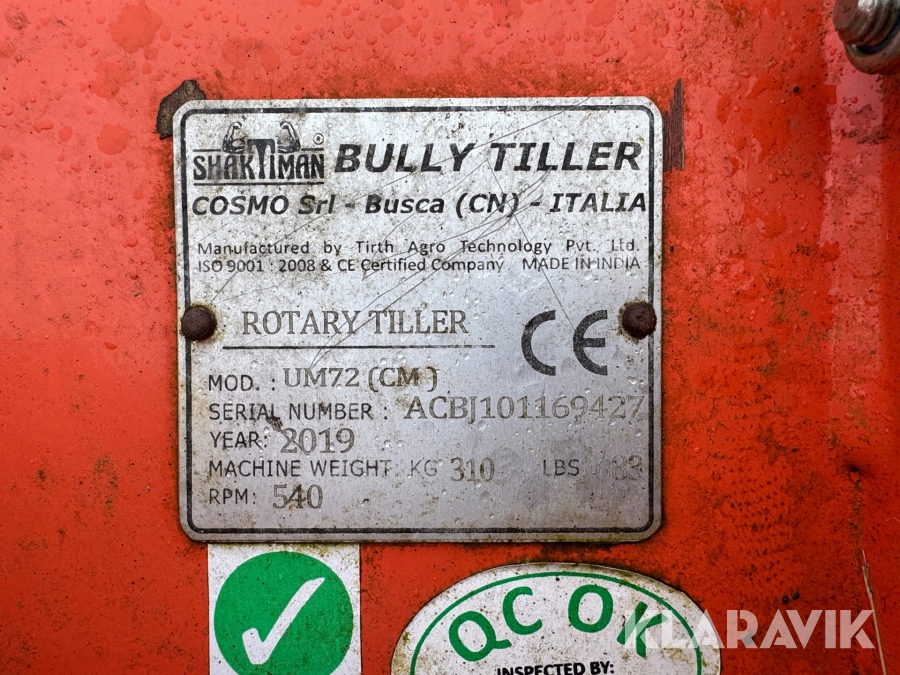 SHAKTIMAN ® BULLY TILLER
COSMO Srl - Busca (CN) - ITALIA
Manufactured by Tirth Agro Technology Pvt. Ltd.
ISO 9001 : 2008 & CE Certified Company MADE IN INDIA
ROTARY TILLER CE
MOD. : UM72 (CM)
SERIAL NUMBER : ACBJ101169427
YEAR: 2019
MACHINE WEIGHT KG 310 LBS
RPM: 540
QC OK
INSPECTED BY:
KLARAVIK